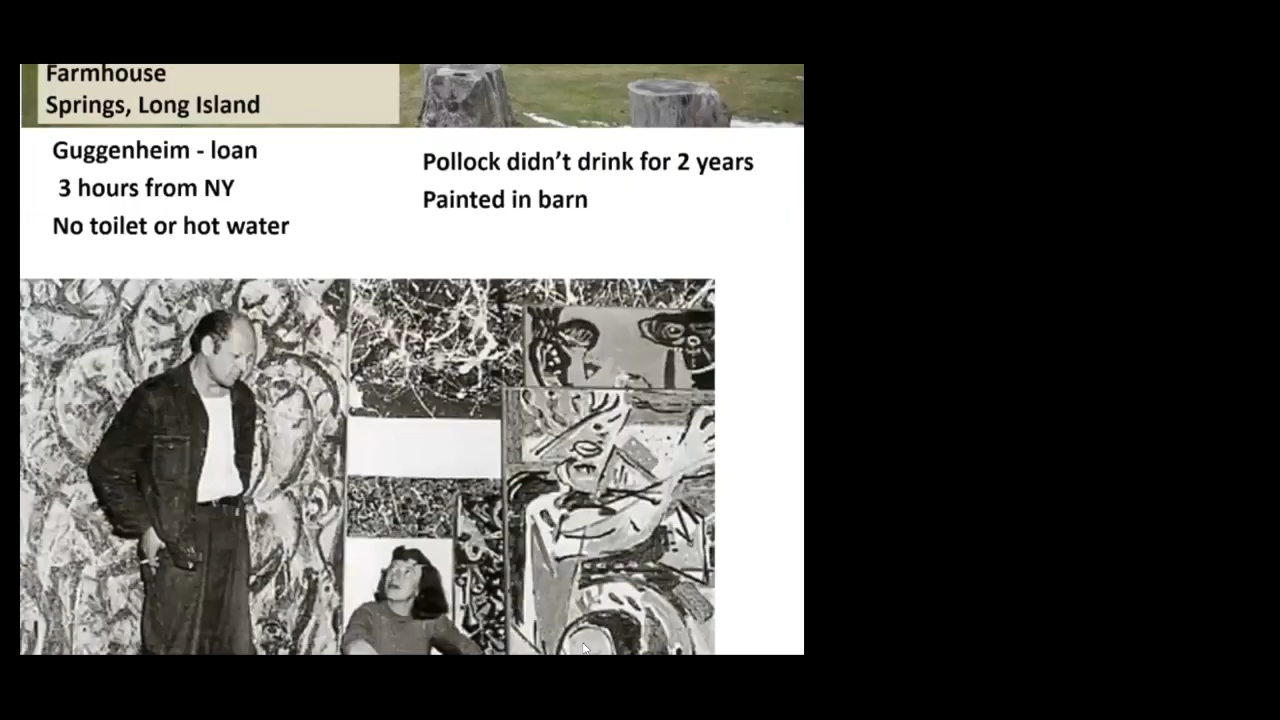 Farmhouse
Springs, Long Island
Guggenheim - loan
3 hours from NY
No toilet or hot water
Pollock didn’t drink for 2 years
Painted in barn